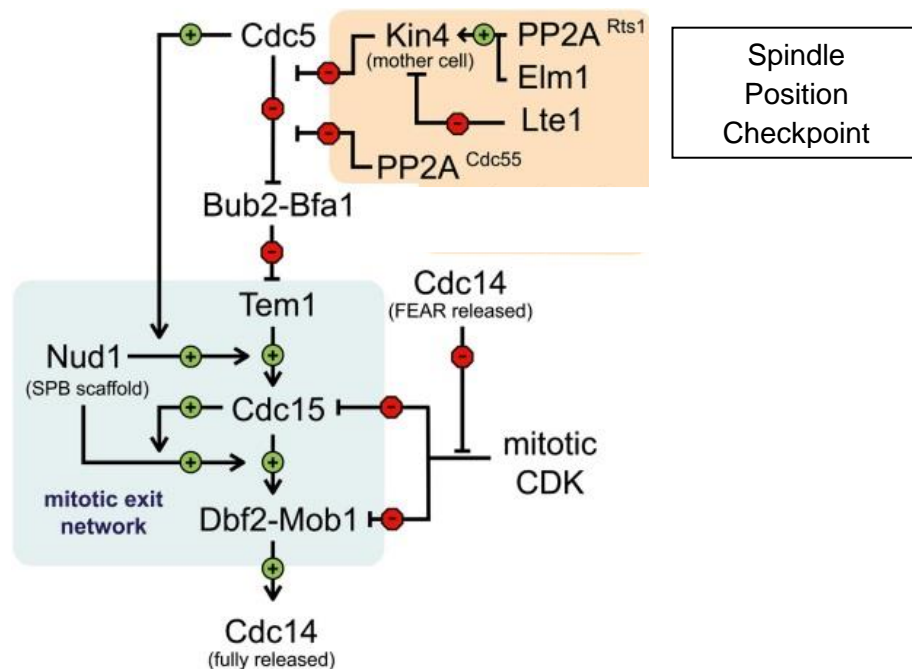 Cdc5
Kin4
(mother cell)
PP2A Rts1
Elm1
Lte1
PP2A Cdc55
Spindle
Position
Checkpoint
Bub2-Bfa1
Tem1
Cdc14
(FEAR released)
Nud1
(SPB scaffold)
Cdc15
mitotic
CDK
mitotic exit
network
Dbf2-Mob1
Cdc14
(fully released)